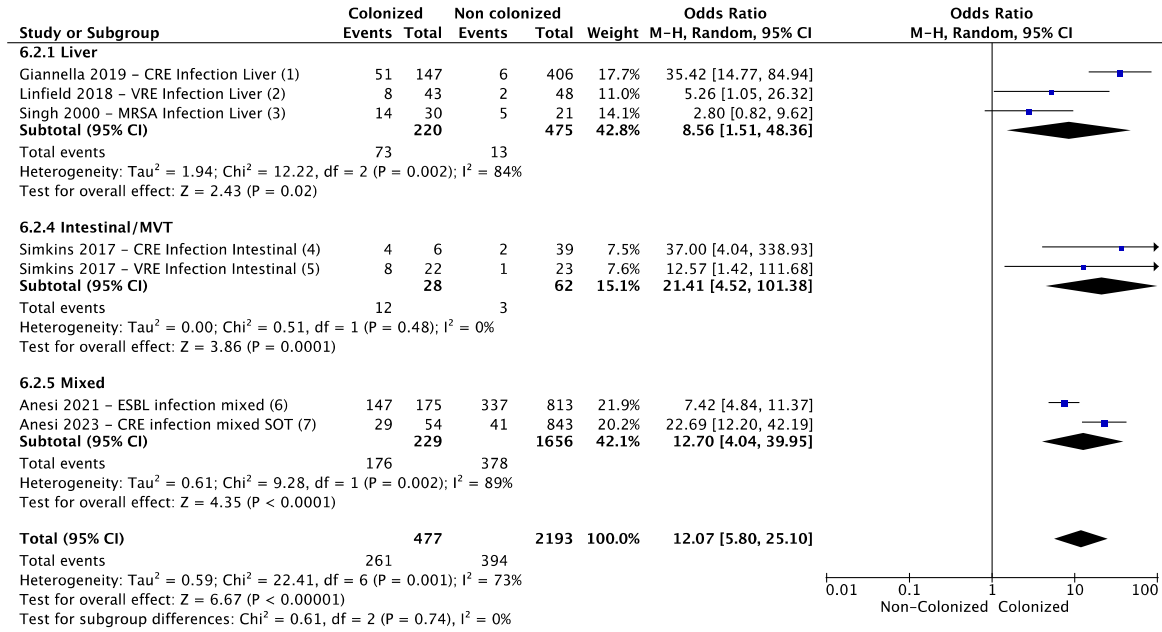 Colonized Non colonized Odds Ratio Odds Ratio
Study or Subgroup Events Total Events Total Weight M-H, Random, 95% CI M-H, Random, 95% CI
6.2.1 Liver
Giannella 2019 – CRE Infection Liver (1) 51 147 6 406 17.7% 35.42 [14.77, 84.94]
Linfield 2018 – VRE Infection Liver (2) 8 43 2 48 11.0% 5.26 [1.05, 26.32]
Singh 2000 – MRSA Infection Liver (3) 14 30 5 21 14.1% 2.80 [0.82, 9.62]
Subtotal (95% CI) 220 475 42.8% 8.56 [1.51, 48.36]
Total events 73 13
Heterogeneity: Tau² = 1.94; Chi² = 12.22, df = 2 (P = 0.002); I² = 84%
Test for overall effect: Z = 2.43 (P = 0.02)
6.2.4 Intestinal/MVT
Simkins 2017 – CRE Infection Intestinal (4) 4 6 2 39 7.5% 37.00 [4.04, 338.93]
Simkins 2017 – VRE Infection Intestinal (5) 8 22 1 23 7.6% 12.57 [1.42, 111.68]
Subtotal (95% CI) 28 62 15.1% 21.41 [4.52, 101.38]
Total events 12 3
Heterogeneity: Tau² = 0.00; Chi² = 0.51, df = 1 (P = 0.48); I² = 0%
Test for overall effect: Z = 3.86 (P = 0.0001)
6.2.5 Mixed
Anesi 2021 – ESBL infection mixed (6) 147 175 337 813 21.9% 7.42 [4.84, 11.37]
Anesi 2023 – CRE infection mixed SOT (7) 29 54 41 843 20.2% 22.69 [12.20, 42.19]
Subtotal (95% CI) 229 1656 42.1% 12.70 [4.04, 39.95]
Total events 176 378
Heterogeneity: Tau² = 0.61; Chi² = 9.28, df = 1 (P = 0.002); I² = 89%
Test for overall effect: Z = 4.35 (P < 0.0001)
Total (95% CI) 477 2193 100.0% 12.07 [5.80, 25.10]
Total events 261 394
Heterogeneity: Tau² = 0.59; Chi² = 22.41, df = 6 (P = 0.001); I² = 73%
Test for overall effect: Z = 6.67 (P < 0.00001)
Test for subgroup differences: Chi² = 0.61, df = 2 (P = 0.74), I² = 0%
0.01 0.1 1 10 100
Non-Colonized Colonized